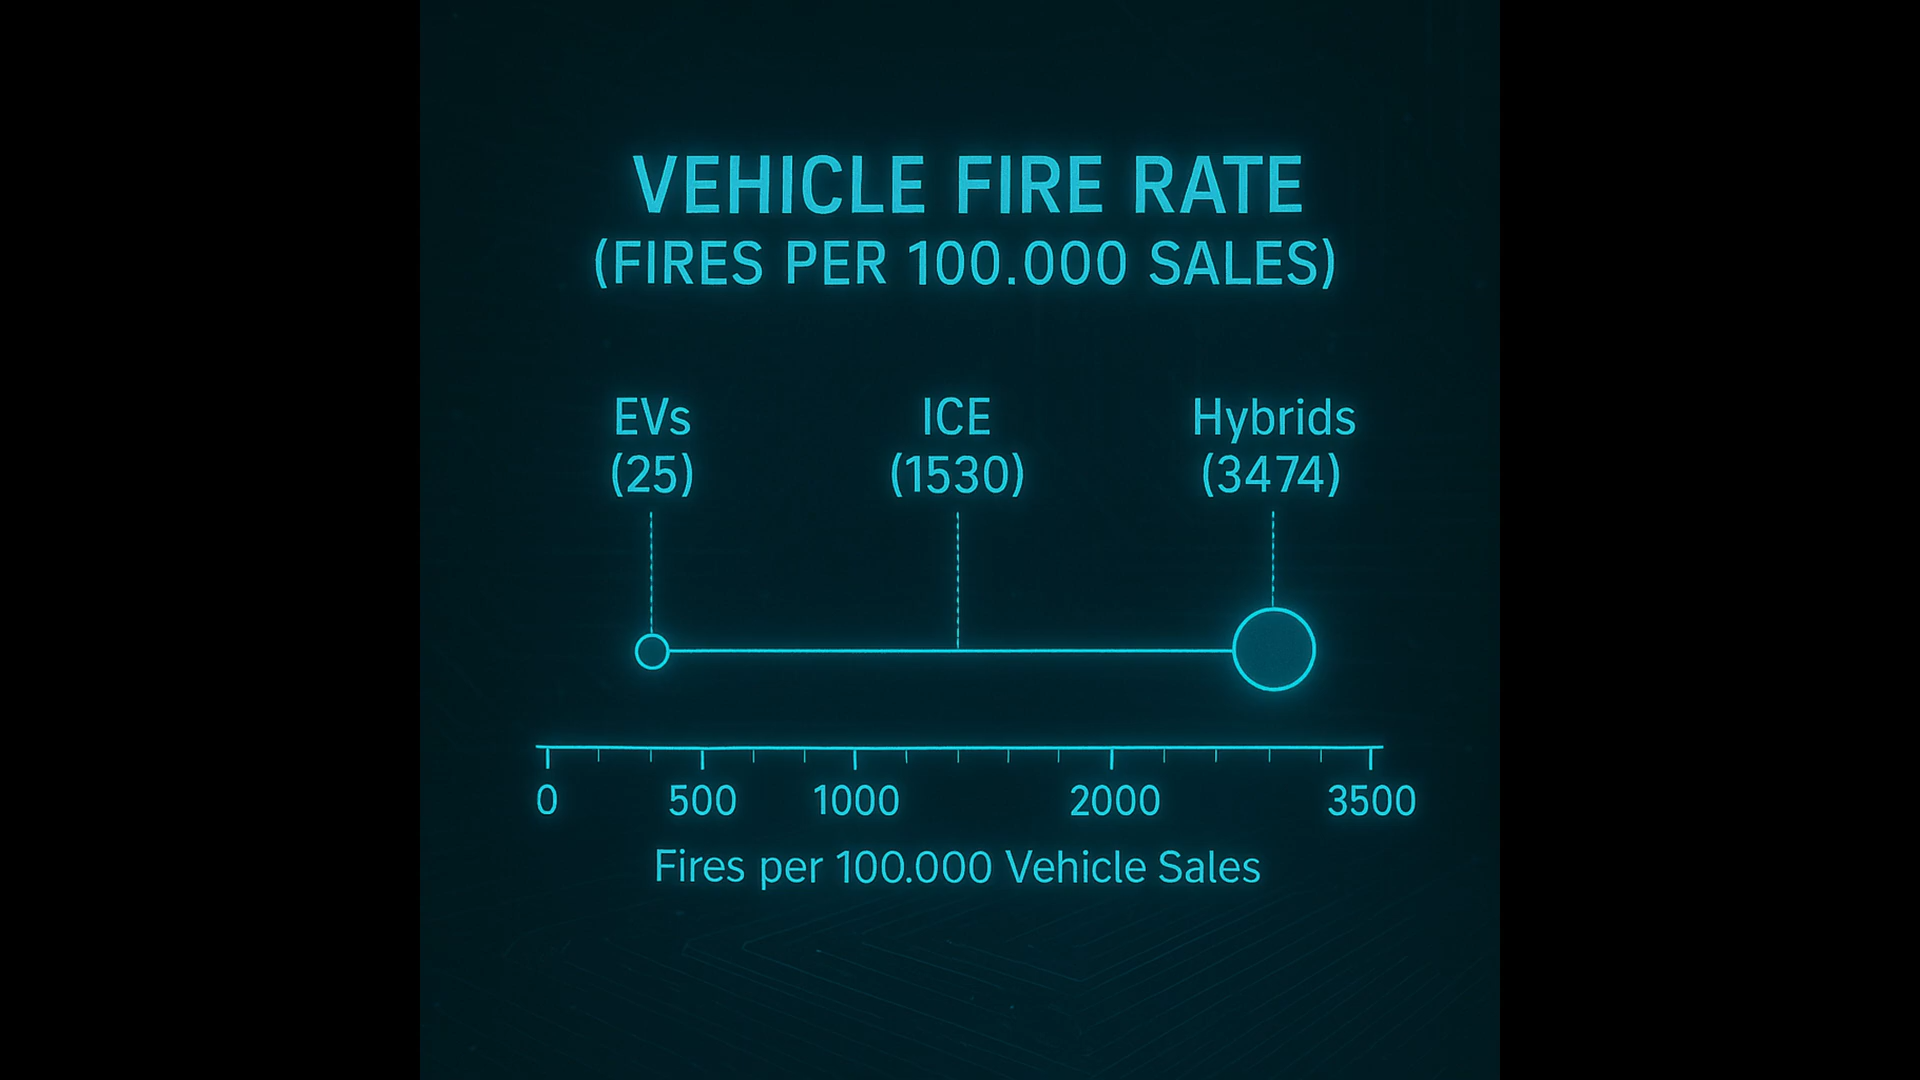 VEHICLE FIRE RATE
(FIRES PER 100.000 SALES)
EVs
(25)
ICE
(1530)
Hybrids
(3474)
0 500 1000 2000 3500
Fires per 100.000 Vehicle Sales